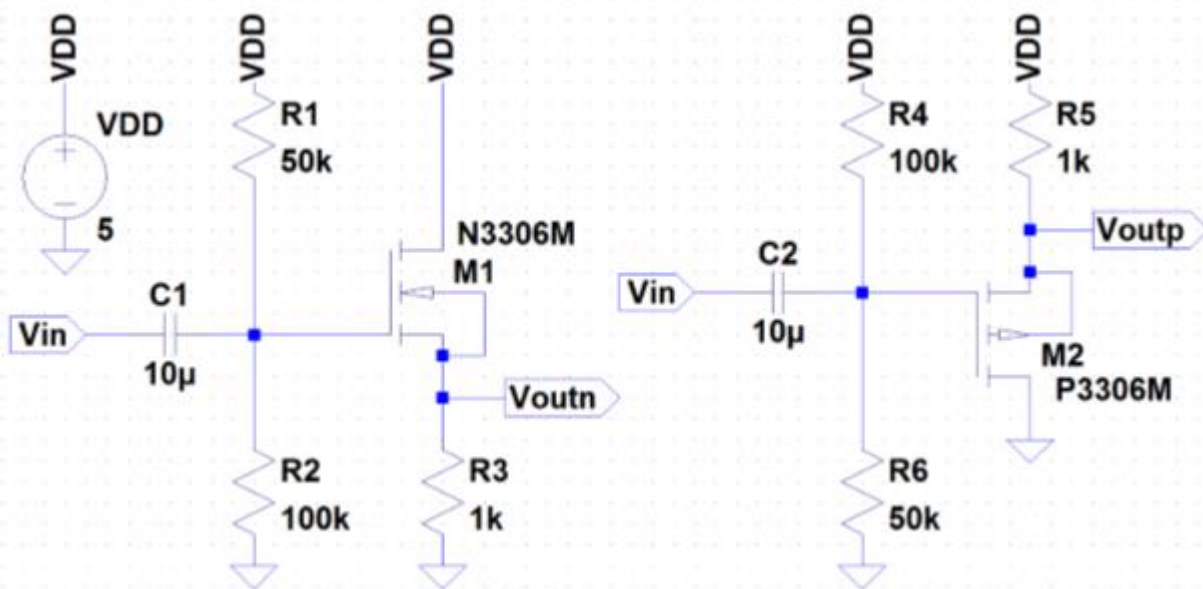 VDD
VDD
VDD
VDD
VDD
VDD
5
R1
50k
N3306M
M1
C1
10µ
Vin
Voutn
R2
100k
R3
1k
R4
100k
R5
1k
Voutp
C2
10µ
Vin
M2
P3306M
R6
50k